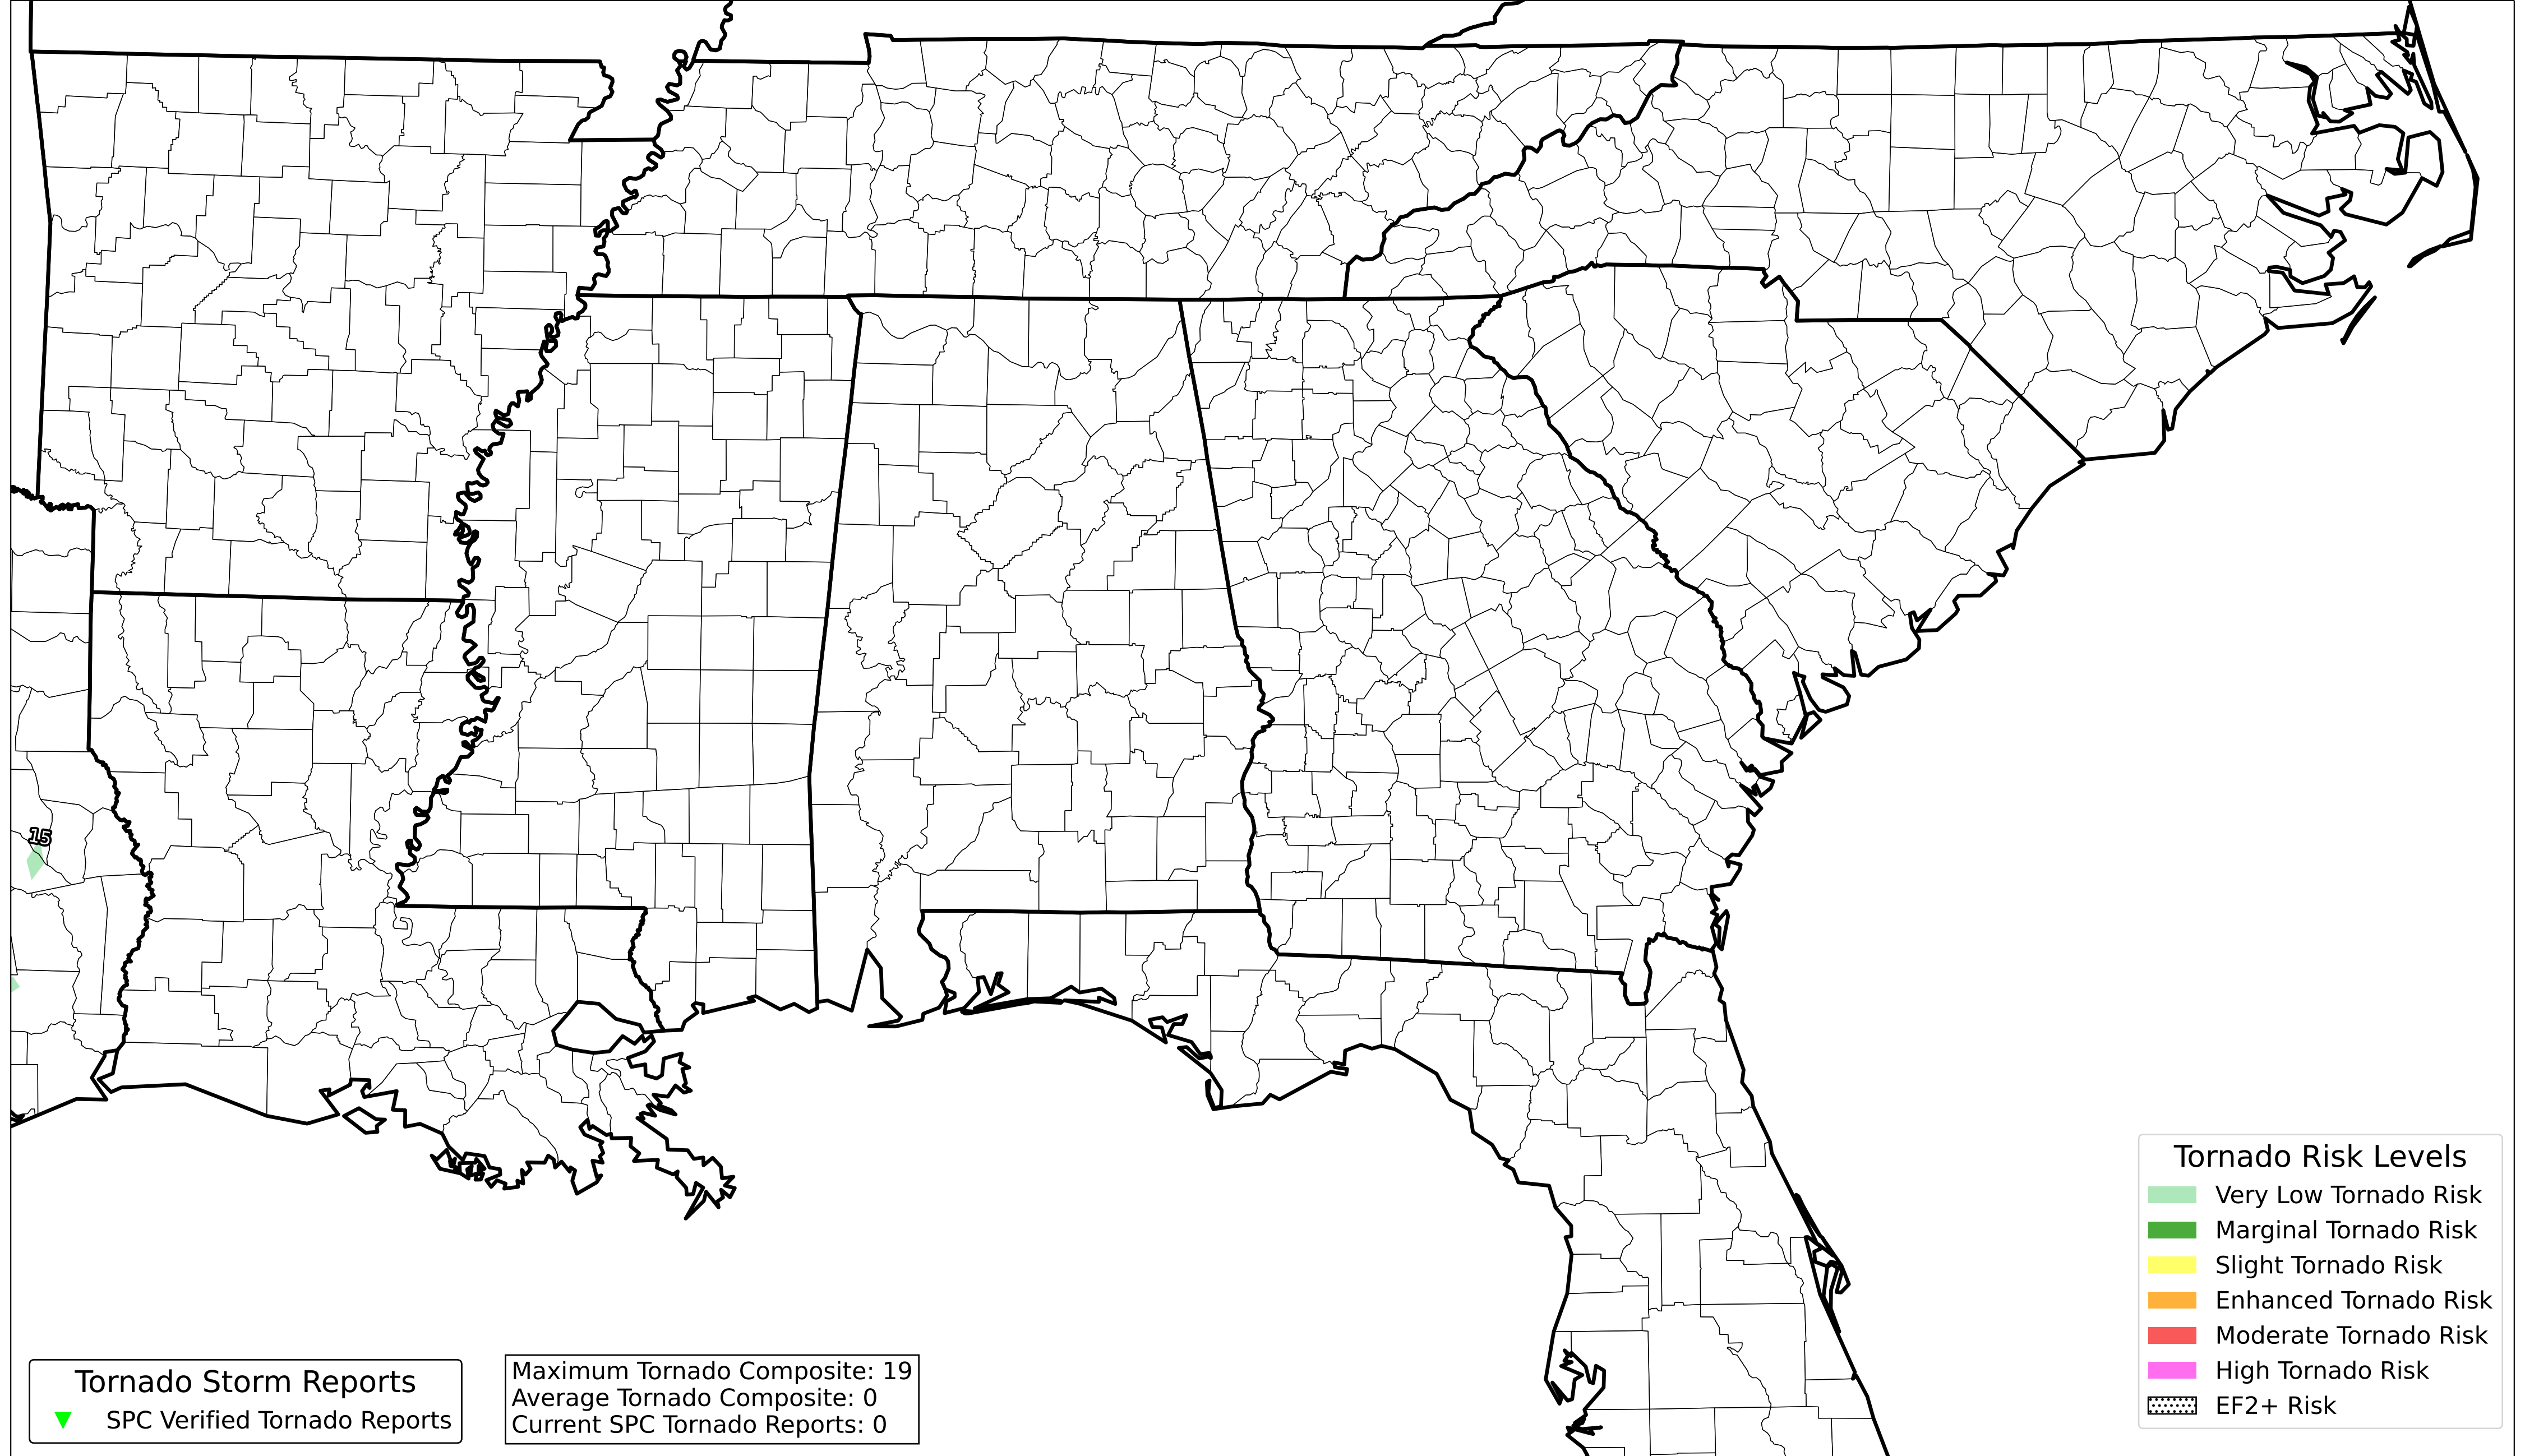 15
Tornado Risk Levels
Very Low Tornado Risk
Marginal Tornado Risk
Slight Tornado Risk
Enhanced Tornado Risk
Moderate Tornado Risk
High Tornado Risk
EF2+ Risk
Tornado Storm Reports
SPC Verified Tornado Reports
Maximum Tornado Composite: 19
Average Tornado Composite: 0
Current SPC Tornado Reports: 0